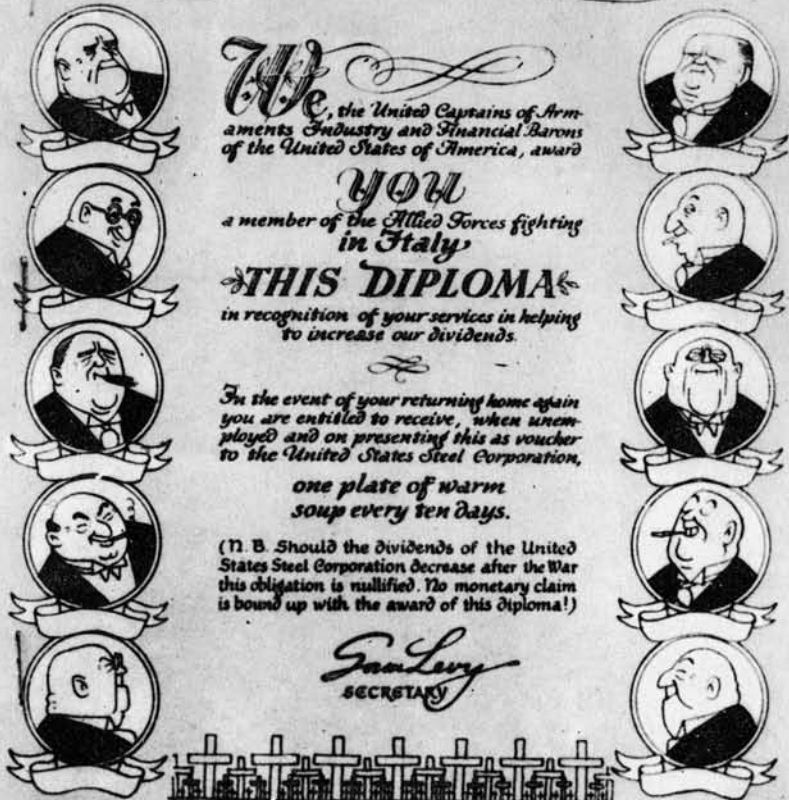 We, the United Captains of Arm-
aments Industry and Financial Barons
of the United States of America, award
YOU
a member of the Allied Forces fighting
in Italy,
THIS DIPLOMA
in recognition of your services in helping
to increase our dividends.
In the event of your returning home again
you are entitled to receive, when unem-
ployed and on presenting this as voucher
to the United States Steel Corporation,
one plate of warm
soup every ten days.
(N. B. Should the dividends of the United
States Steel Corporation decrease after the War
this obligation is nullified. No monetary claim
is bound up with the award of this diploma!)
Sam Levy
SECRETARY